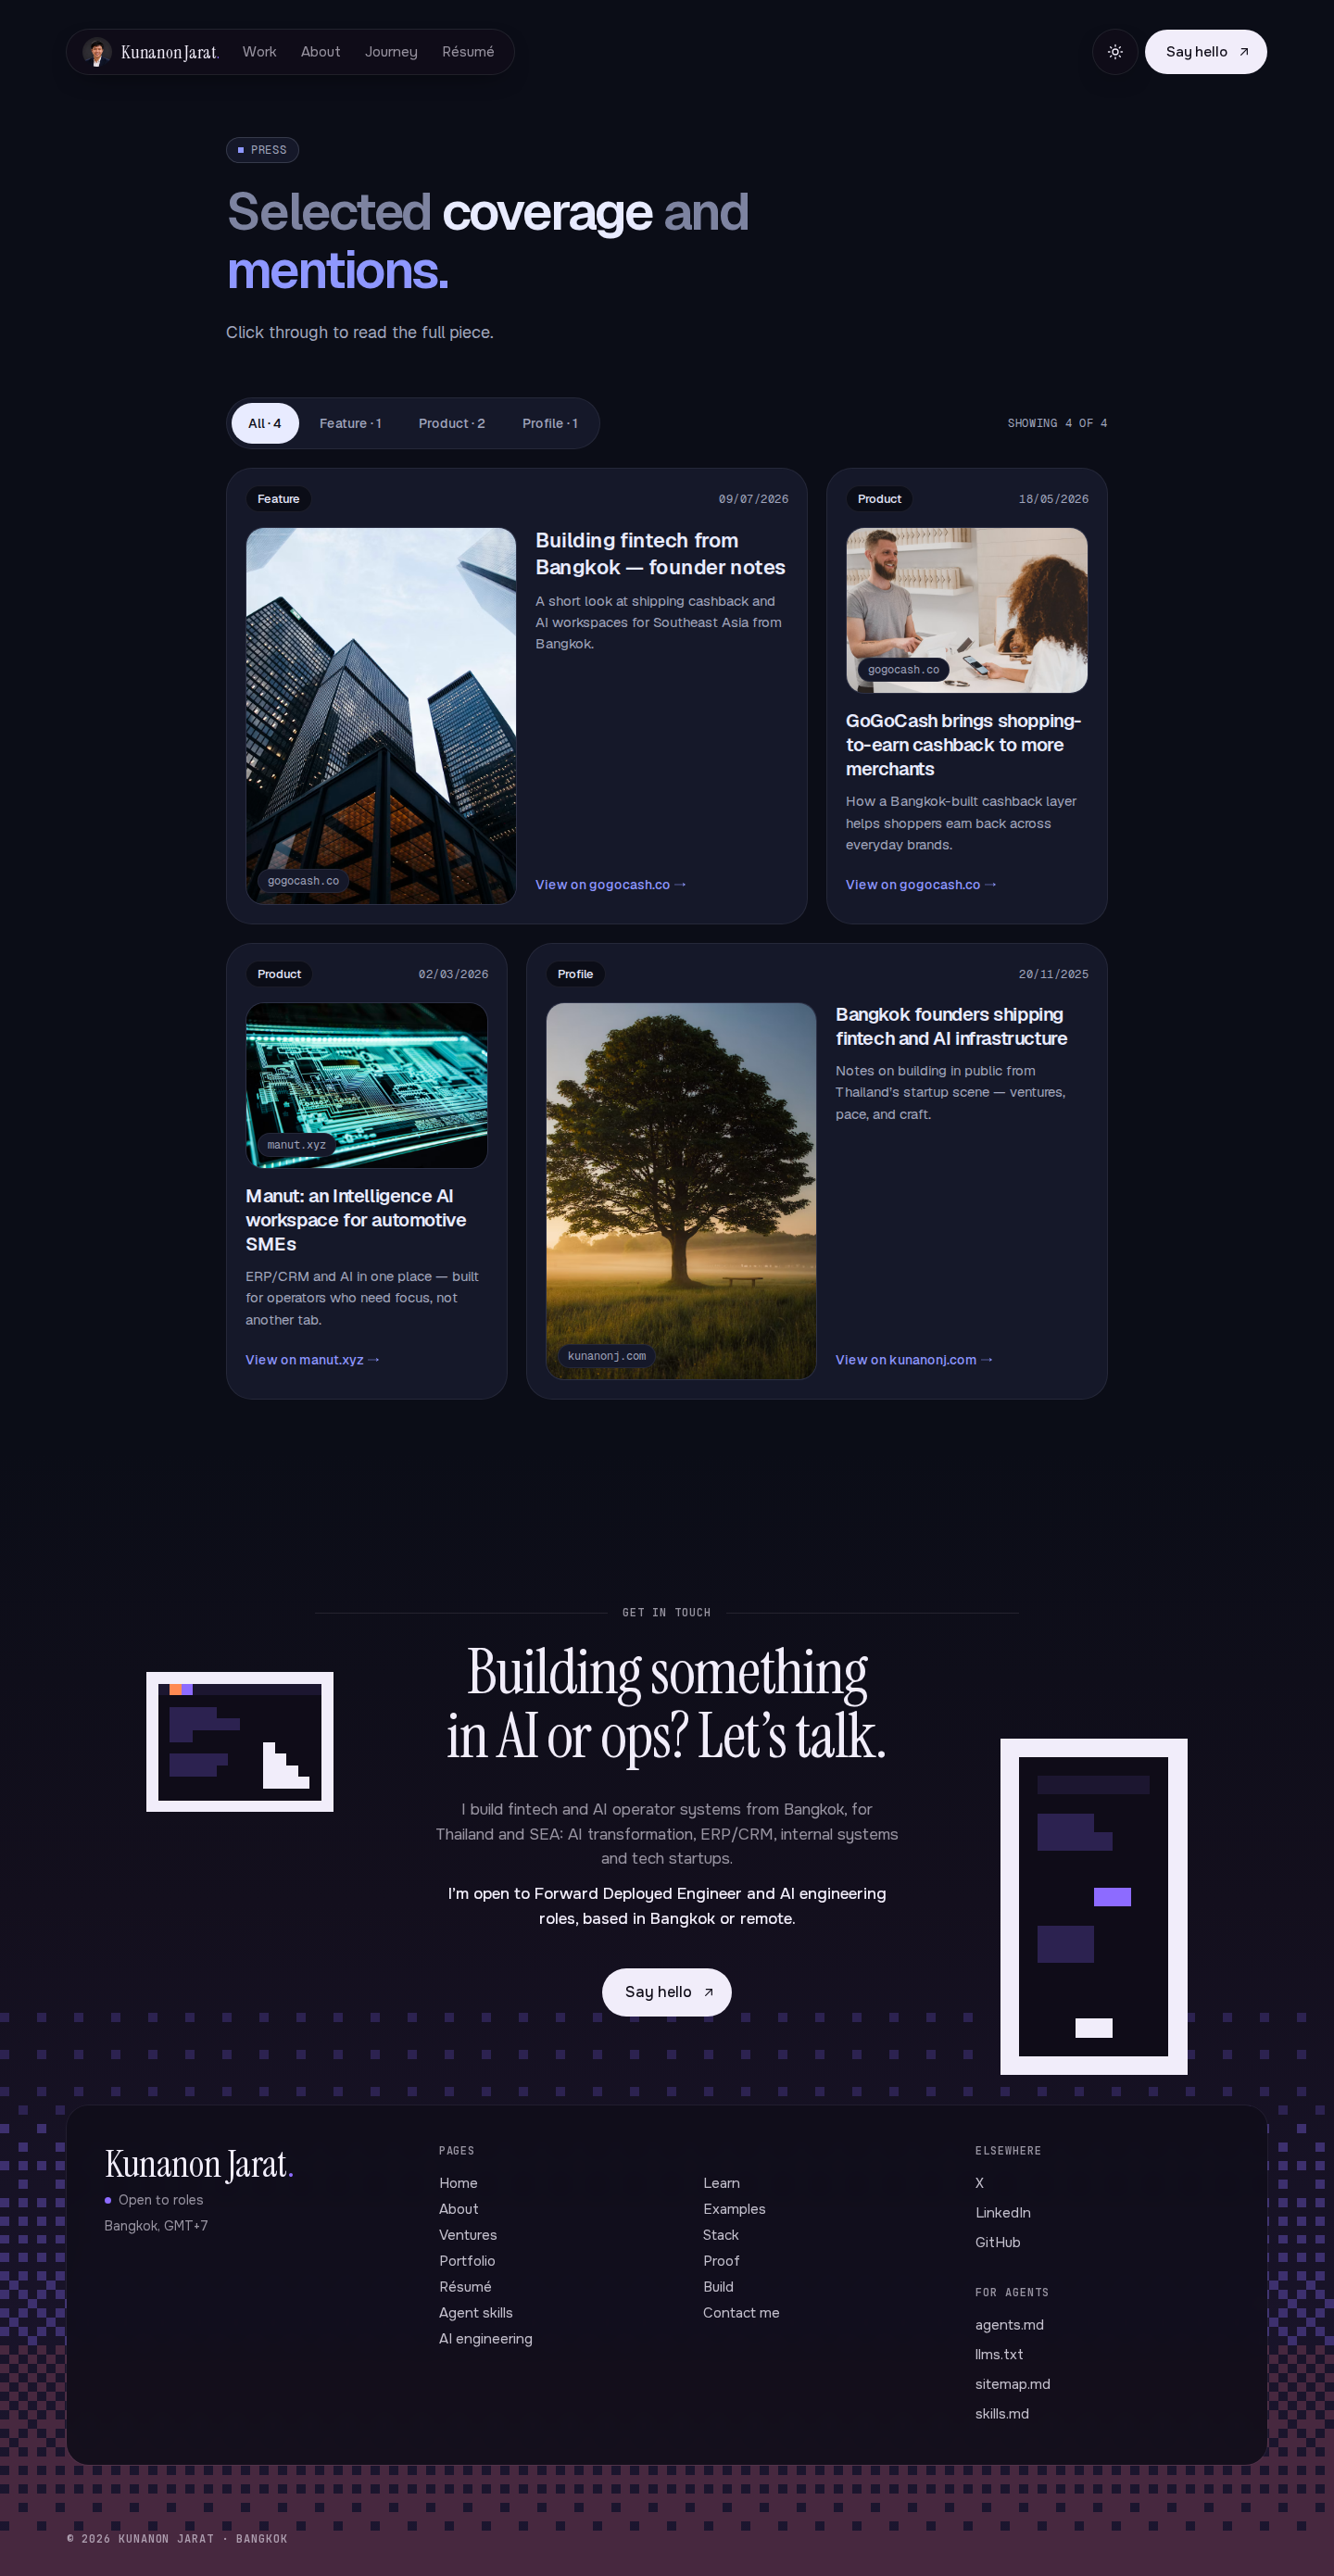 Kunanon Jarat.
Work
About
Journey
Résumé
Say hello
PRESS
Selected coverage and
mentions.
Click through to read the full piece.
All · 4
Feature · 1
Product · 2
Profile · 1
SHOWING 4 OF 4
Feature
09/07/2026
gogocash.co
Building fintech from
Bangkok — founder notes
A short look at shipping cashback and
AI workspaces for Southeast Asia from
Bangkok.
View on gogocash.co →
Product
18/05/2026
gogocash.co
GoGoCash brings shopping-
to-earn cashback to more
merchants
How a Bangkok-built cashback layer
helps shoppers earn back across
everyday brands.
View on gogocash.co →
Product
02/03/2026
manut.xyz
Manut: an Intelligence AI
workspace for automotive
SMEs
ERP/CRM and AI in one place — built
for operators who need focus, not
another tab.
View on manut.xyz →
Profile
20/11/2025
kunanonj.com
Bangkok founders shipping
fintech and AI infrastructure
Notes on building in public from
Thailand's startup scene — ventures,
pace, and craft.
View on kunanonj.com →
GET IN TOUCH
Building something
in AI or ops? Let’s talk.
I build fintech and AI operator systems from Bangkok, for
Thailand and SEA: AI transformation, ERP/CRM, internal systems
and tech startups.
I'm open to Forward Deployed Engineer and AI engineering
roles, based in Bangkok or remote.
Say hello
Kunanon Jarat.
Open to roles
Bangkok, GMT+7
PAGES
Home
About
Ventures
Portfolio
Résumé
Agent skills
AI engineering
Learn
Examples
Stack
Proof
Build
Contact me
ELSEWHERE
X
LinkedIn
GitHub
FOR AGENTS
agents.md
llms.txt
sitemap.md
skills.md
© 2026 KUNANON JARAT · BANGKOK